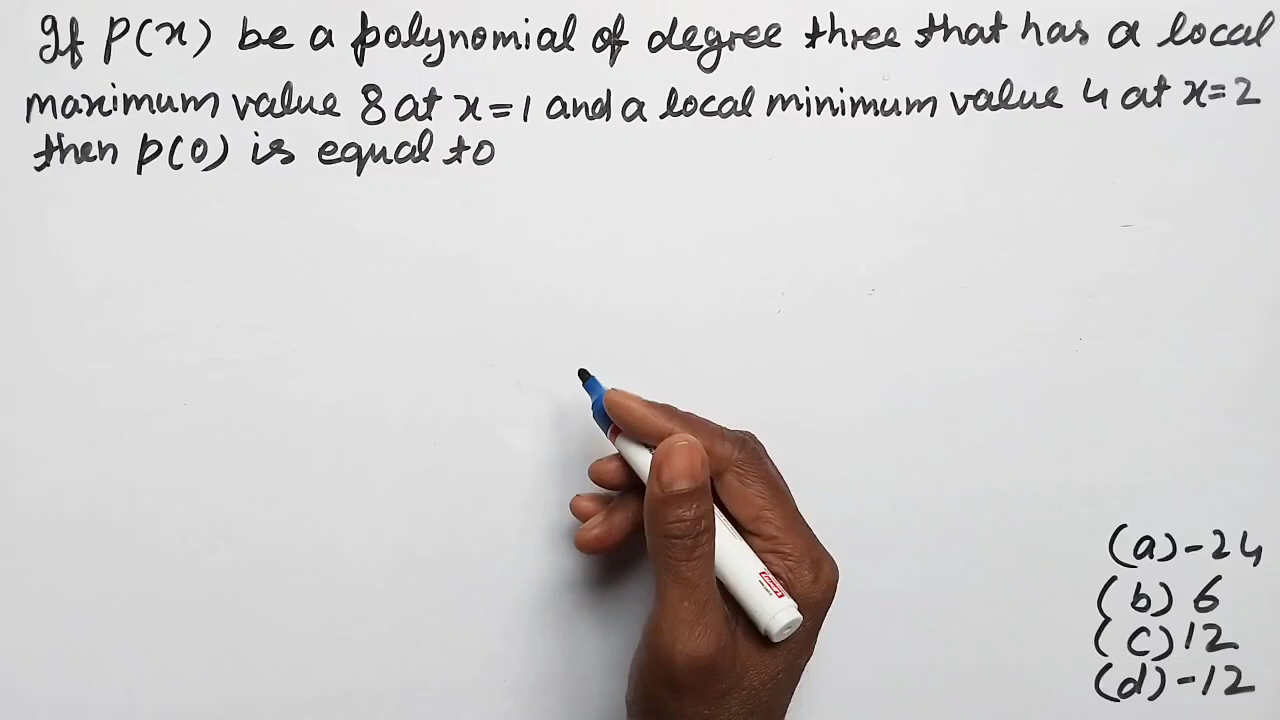 If P(x) be a polynomial of degree three that has a local
maximum value 8 at x=1 and a local minimum value 4 at x=2
then p(0) is equal to
(a) -24
(b) 6
(c) 12
(d) -12